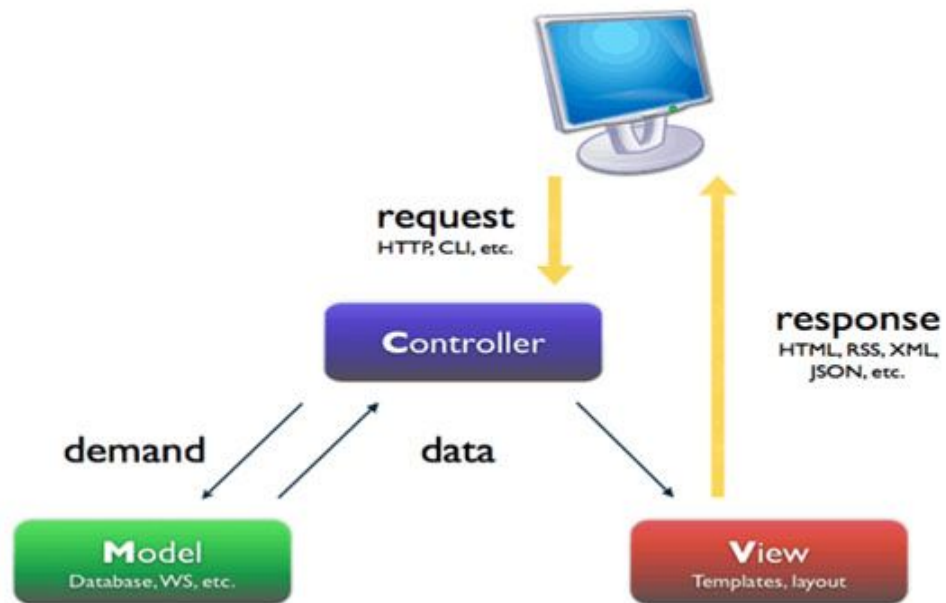 request
HTTP, CLI, etc.
Controller
response
HTML, RSS, XML,
JSON, etc.
demand
data
Model
Database, WS, etc.
View
Templates, layout